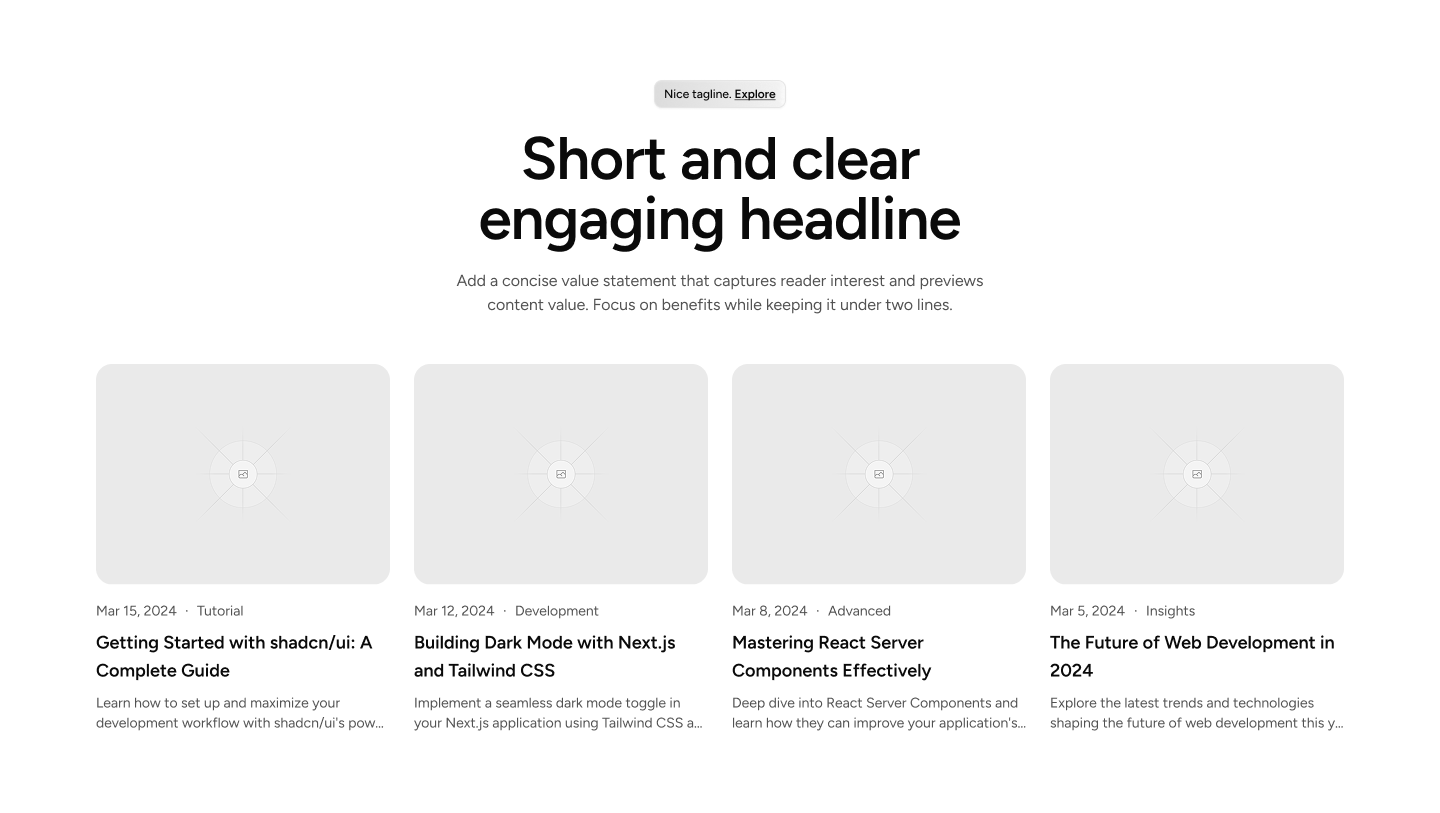 Nice tagline. Explore
Short and clear
engaging headline
Add a concise value statement that captures reader interest and previews
content value. Focus on benefits while keeping it under two lines.
Mar 15, 2024 · Tutorial
Getting Started with shadcn/ui: A
Complete Guide
Learn how to set up and maximize your
development workflow with shadcn/ui's pow...
Mar 12, 2024 · Development
Building Dark Mode with Next.js
and Tailwind CSS
Implement a seamless dark mode toggle in
your Next.js application using Tailwind CSS a...
Mar 8, 2024 · Advanced
Mastering React Server
Components Effectively
Deep dive into React Server Components and
learn how they can improve your application's...
Mar 5, 2024 · Insights
The Future of Web Development in
2024
Explore the latest trends and technologies
shaping the future of web development this y...